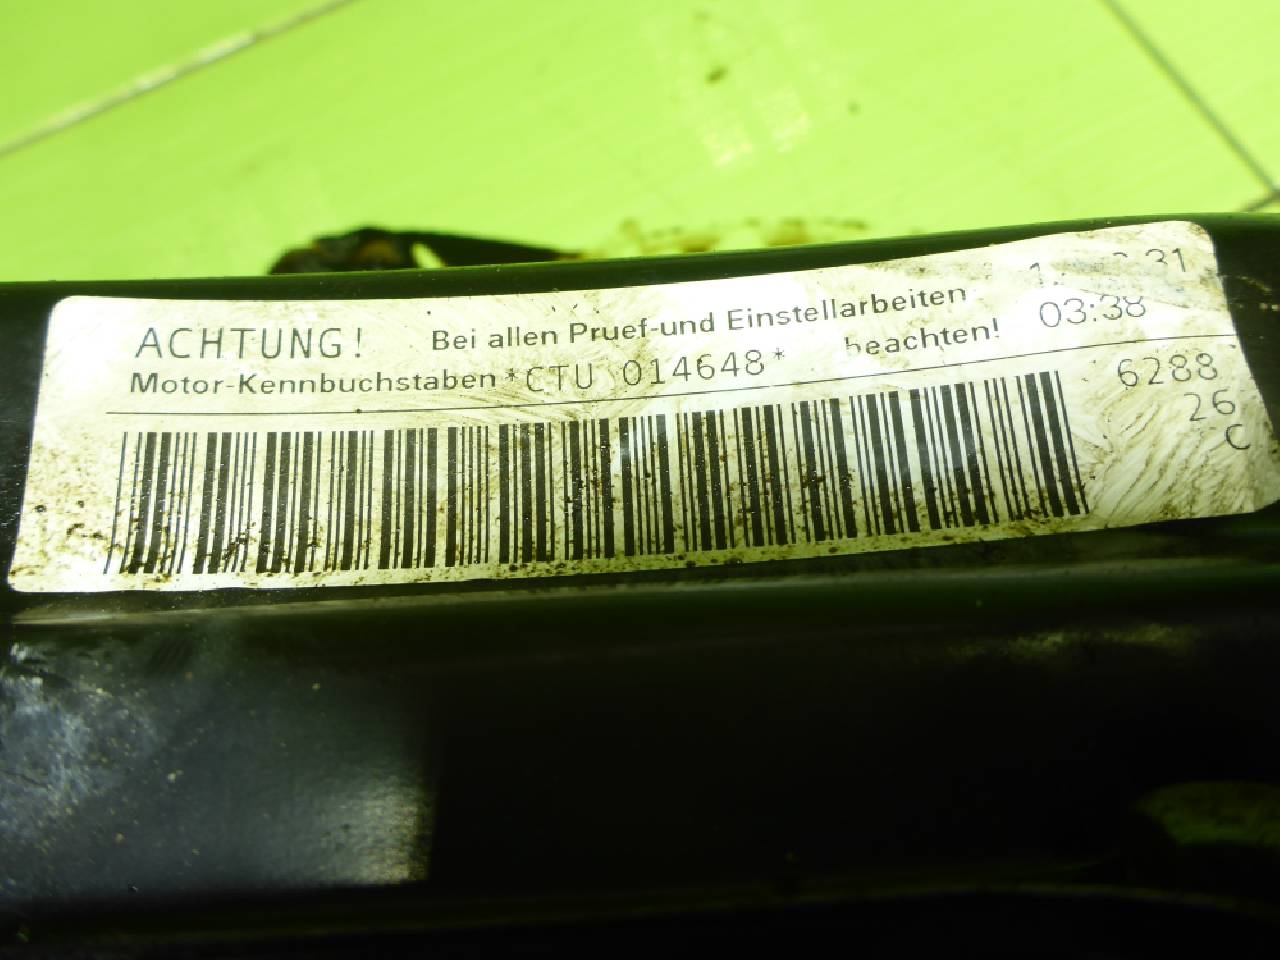 ACHTUNG! Bei allen Pruef-und Einstellarbeiten
Motor-Kennbuchstaben *CTU 014648* beachten!
03:38
6288
26
C